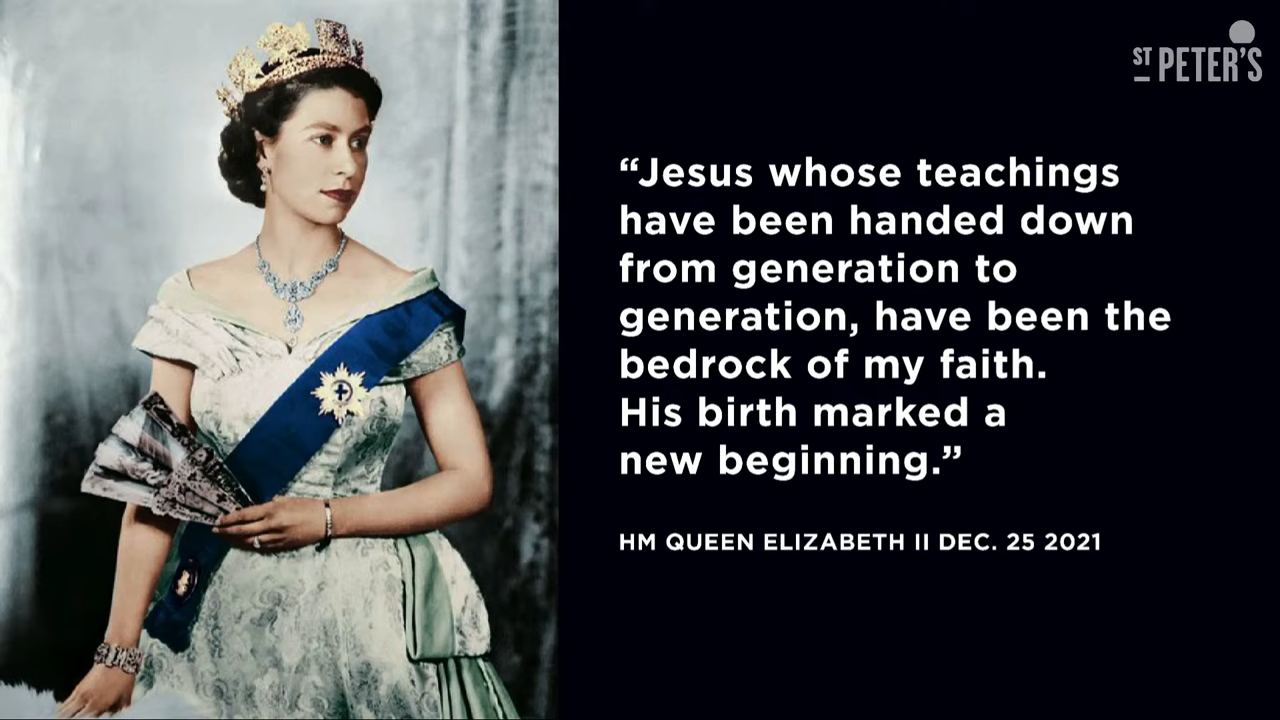 ST PETER'S
“Jesus whose teachings
have been handed down
from generation to
generation, have been the
bedrock of my faith.
His birth marked a
new beginning.”
HM QUEEN ELIZABETH II DEC. 25 2021